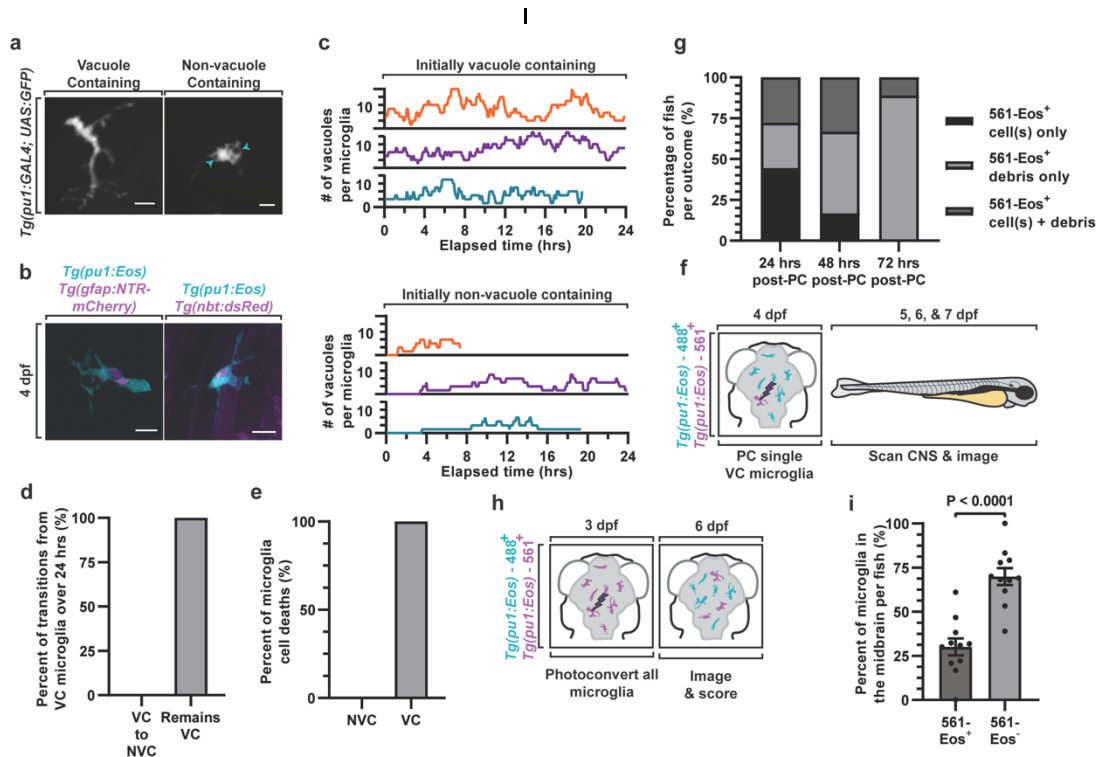 a
Vacuole
Containing
Non-vacuole
Containing
Tg(pu1:GAL4; UAS:GFP)
b
Tg(pu1:Eos)
Tg(gfap:NTR-
mCherry)
Tg(pu1:Eos)
Tg(nbt:dsRed)
4 dpf
c
Initially vacuole containing
# of vacuoles
per microglia
10
0
10
0
10
0
0 4 8 12 16 20 24
Elapsed time (hrs)
Initially non-vacuole containing
# of vacuoles
per microglia
10
0
10
0
10
0
0 4 8 12 16 20 24
Elapsed time (hrs)
d
Percent of transitions from
VC microglia over 24 hrs (%)
100
75
50
25
0
VC
to
NVC
Remains
VC
e
Percent of microglia
cell deaths (%)
100
75
50
25
0
NVC
VC
g
Percentage of fish
per outcome (%)
100
75
50
25
0
24 hrs
post-PC
48 hrs
post-PC
72 hrs
post-PC
561-Eos+
cell(s) only
561-Eos+
debris only
561-Eos+
cell(s) + debris
f
Tg(pu1:Eos) - 488+
Tg(pu1:Eos) - 561+
4 dpf
PC single
VC microglia
5, 6, & 7 dpf
Scan CNS & image
h
Tg(pu1:Eos) - 488+
Tg(pu1:Eos) - 561+
3 dpf
Photoconvert all
microglia
6 dpf
Image
& score
i
P < 0.0001
Percent of microglia in
the midbrain per fish (%)
100
75
50
25
0
561-
Eos+
561-
Eos-